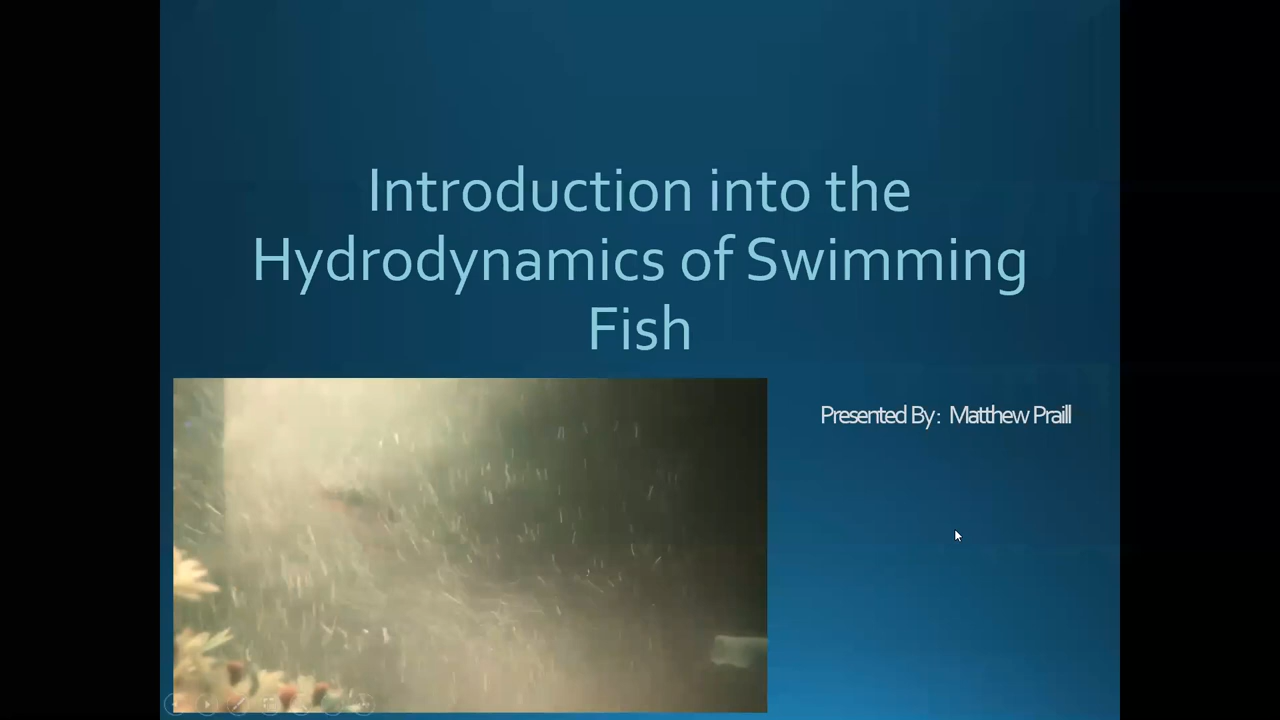 Introduction into the
Hydrodynamics of Swimming
Fish
Presented By: Matthew Praill